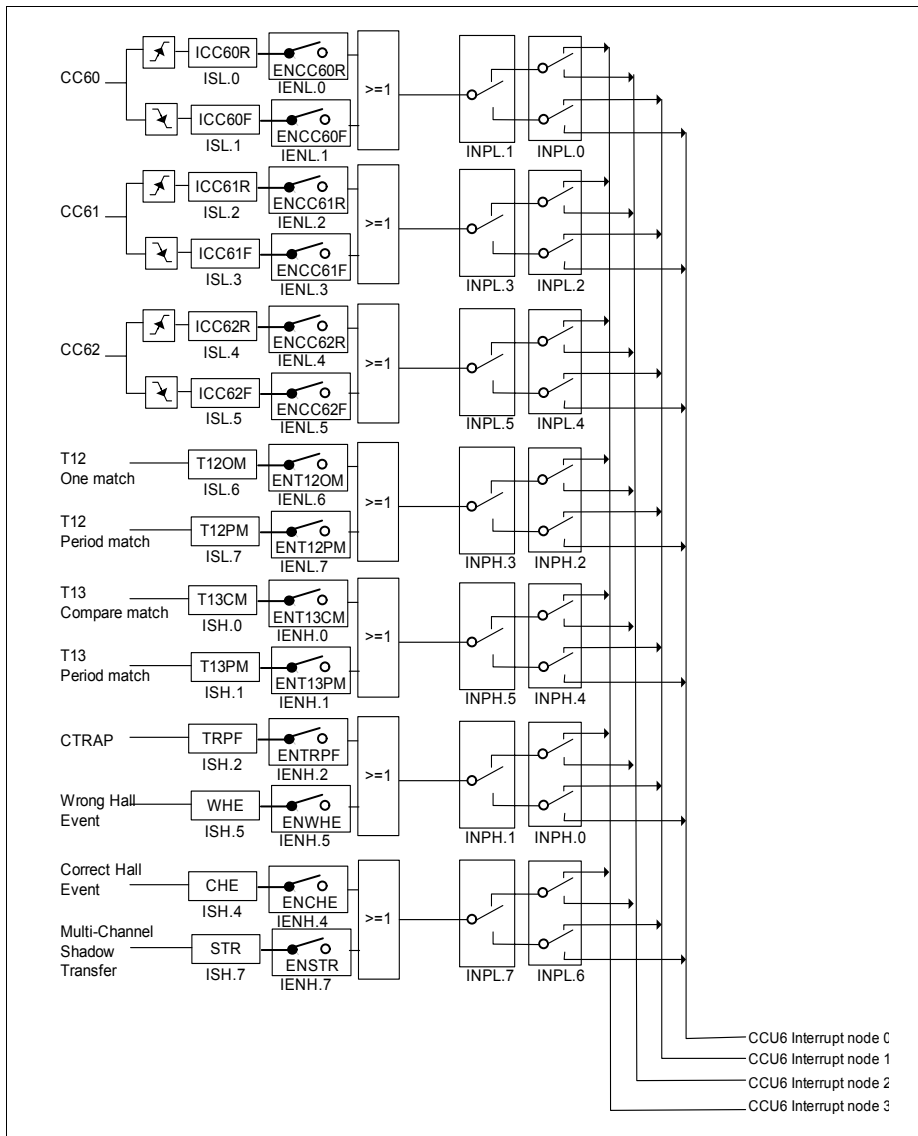 CC60
ICC60R
ISL.0
ENCC60R
IENL.0
ICC60F
ISL.1
ENCC60F
IENL.1
>=1
INPL.1
INPL.0
CC61
ICC61R
ISL.2
ENCC61R
IENL.2
ICC61F
ISL.3
ENCC61F
IENL.3
>=1
INPL.3
INPL.2
CC62
ICC62R
ISL.4
ENCC62R
IENL.4
ICC62F
ISL.5
ENCC62F
IENL.5
>=1
INPL.5
INPL.4
T12
One match
T12OM
ISL.6
ENT12OM
IENL.6
T12
Period match
T12PM
ISL.7
ENT12PM
IENL.7
>=1
INPH.3
INPH.2
T13
Compare match
T13CM
ISH.0
ENT13CM
IENH.0
T13
Period match
T13PM
ISH.1
ENT13PM
IENH.1
>=1
INPH.5
INPH.4
CTRAP
TRPF
ISH.2
ENTRPF
IENH.2
Wrong Hall
Event
WHE
ISH.5
ENWHE
IENH.5
>=1
INPH.1
INPH.0
Correct Hall
Event
CHE
ISH.4
ENCHE
IENH.4
Multi-Channel
Shadow
Transfer
STR
ISH.7
ENSTR
IENH.7
>=1
INPL.7
INPL.6
CCU6 Interrupt node 0
CCU6 Interrupt node 1
CCU6 Interrupt node 2
CCU6 Interrupt node 3